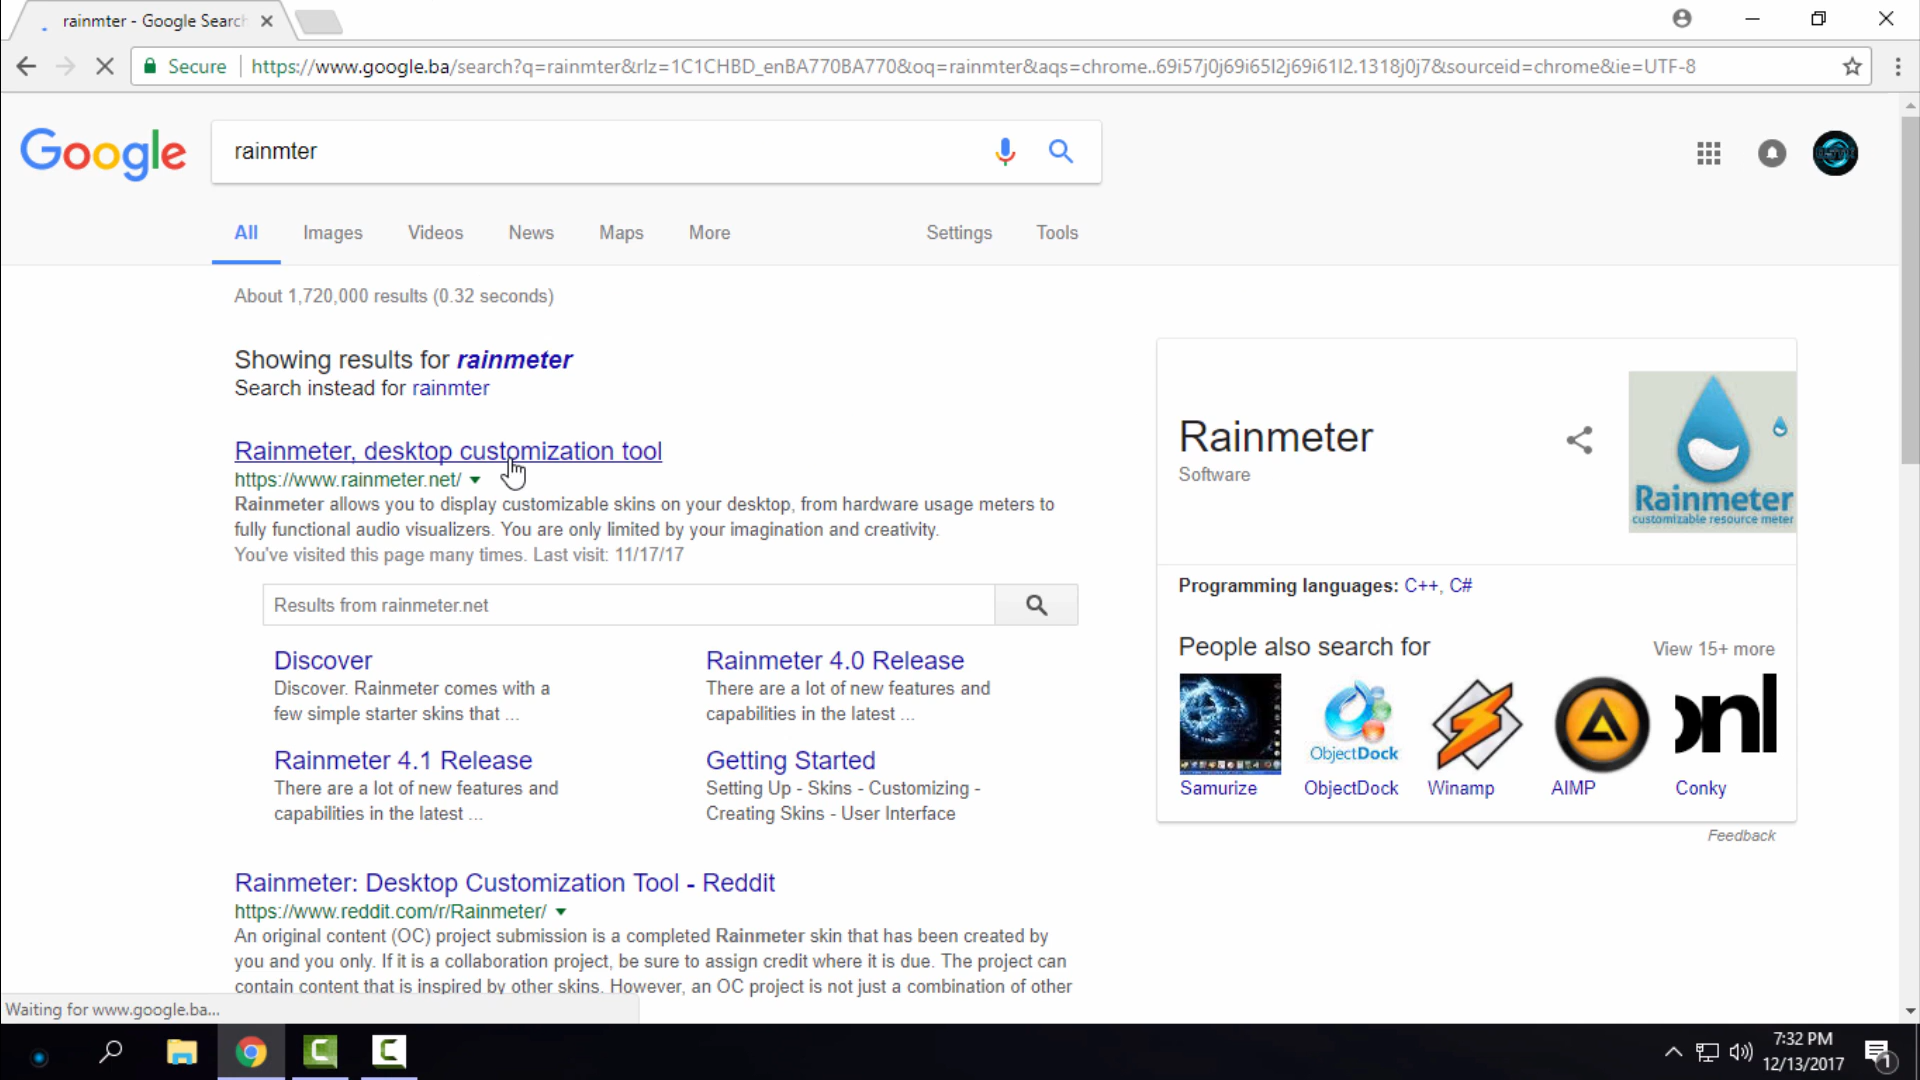 rainmter - Google Search
Secure
https://www.google.ba/search?q=rainmter&rlz=1C1CHBD_enBA770BA770&oq=rainmter&aqs=chrome..69i57j0j69i65l2j69i61l2.1318j0j7&sourceid=chrome&ie=UTF-8
Google
rainmter
All Images Videos News Maps More Settings Tools
About 1,720,000 results (0.32 seconds)
Showing results for rainmeter
Search instead for rainmter
Rainmeter, desktop customization tool
https://www.rainmeter.net/
Rainmeter allows you to display customizable skins on your desktop, from hardware usage meters to
fully functional audio visualizers. You are only limited by your imagination and creativity.
You've visited this page many times. Last visit: 11/17/17
Results from rainmeter.net
Discover
Discover. Rainmeter comes with a
few simple starter skins that ...
Rainmeter 4.0 Release
There are a lot of new features and
capabilities in the latest ...
Rainmeter 4.1 Release
There are a lot of new features and
capabilities in the latest ...
Getting Started
Setting Up - Skins - Customizing -
Creating Skins - User Interface
Rainmeter: Desktop Customization Tool - Reddit
https://www.reddit.com/r/Rainmeter/
An original content (OC) project submission is a completed Rainmeter skin that has been created by
you and you only. If it is a collaboration project, be sure to assign credit where it is due. The project can
contain content that is inspired by other skins. However, an OC project is not just a combination of other
Rainmeter
Software
Rainmeter
customizable resource meter
Programming languages: C++, C#
People also search for
View 15+ more
ObjectDock
onl
Samurize ObjectDock Winamp AIMP Conky
Feedback
Waiting for www.google.ba...
7:32 PM
12/13/2017
1